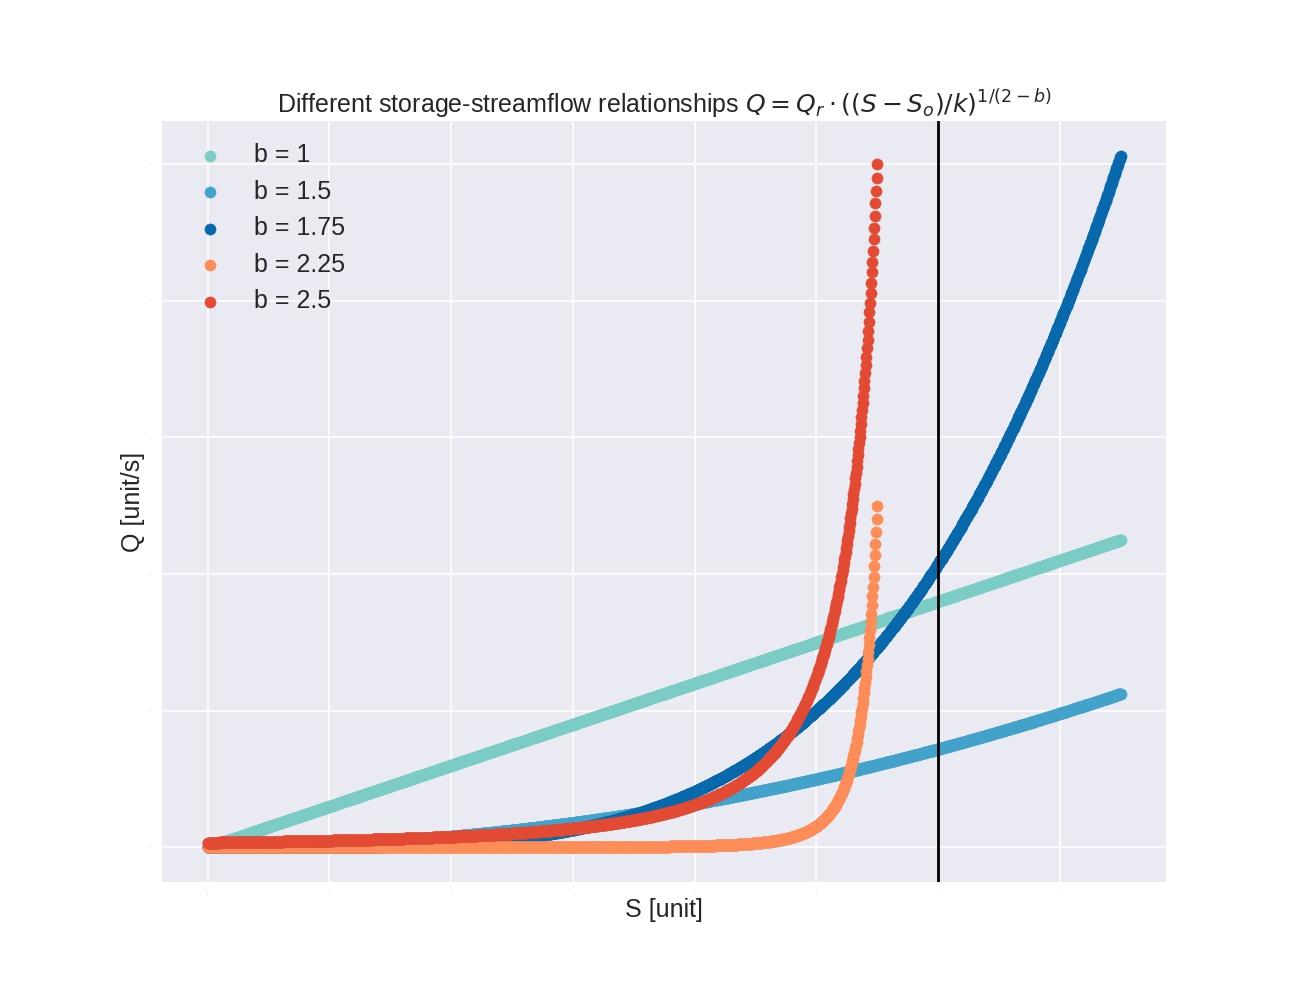 Different storage-streamflow relationships $Q = Q_r \cdot ((S - S_o)/k)^{1/(2-b)}$
b = 1
b = 1.5
b = 1.75
b = 2.25
b = 2.5
Q [unit/s]
S [unit]